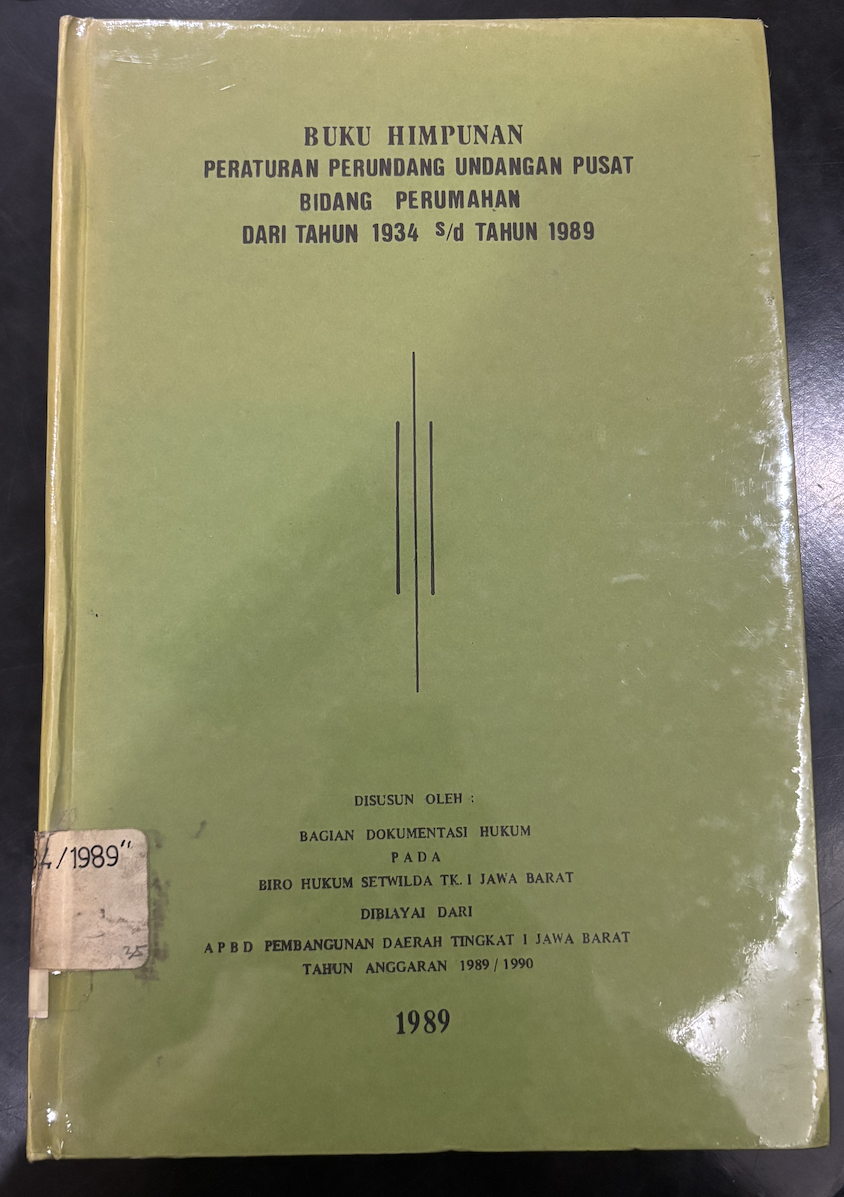 BUKU HIMPUNAN
PERATURAN PERUNDANG UNDANGAN PUSAT
BIDANG PERUMAHAN
DARI TAHUN 1934 s/d TAHUN 1989
DISUSUN OLEH :
BAGIAN DOKUMENTASI HUKUM
PADA
BIRO HUKUM SETWILDA TK. I JAWA BARAT
DIBIAYAI DARI
APBD PEMBANGUNAN DAERAH TINGKAT I JAWA BARAT
TAHUN ANGGARAN 1989 / 1990
1989
/1989"